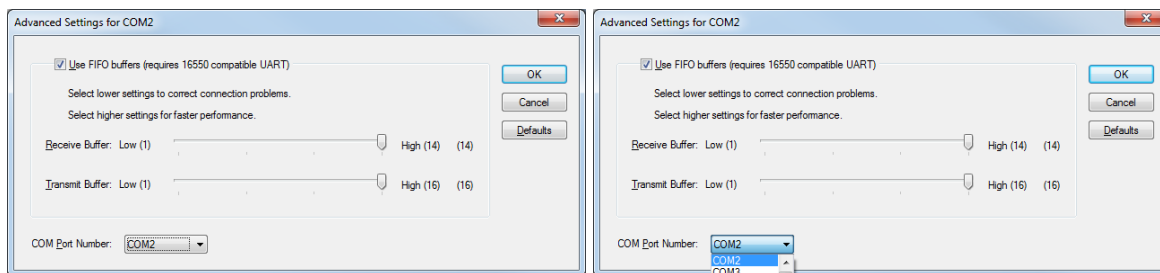 Advanced Settings for COM2
Use FIFO buffers (requires 16550 compatible UART)
OK
Select lower settings to correct connection problems.
Cancel
Select higher settings for faster performance.
Defaults
Receive Buffer: Low (1) High (14) (14)
Transmit Buffer: Low (1) High (16) (16)
COM Port Number: COM2
Advanced Settings for COM2
Use FIFO buffers (requires 16550 compatible UART)
OK
Select lower settings to correct connection problems.
Cancel
Select higher settings for faster performance.
Defaults
Receive Buffer: Low (1) High (14) (14)
Transmit Buffer: Low (1) High (16) (16)
COM Port Number: COM2
COM2
COM3